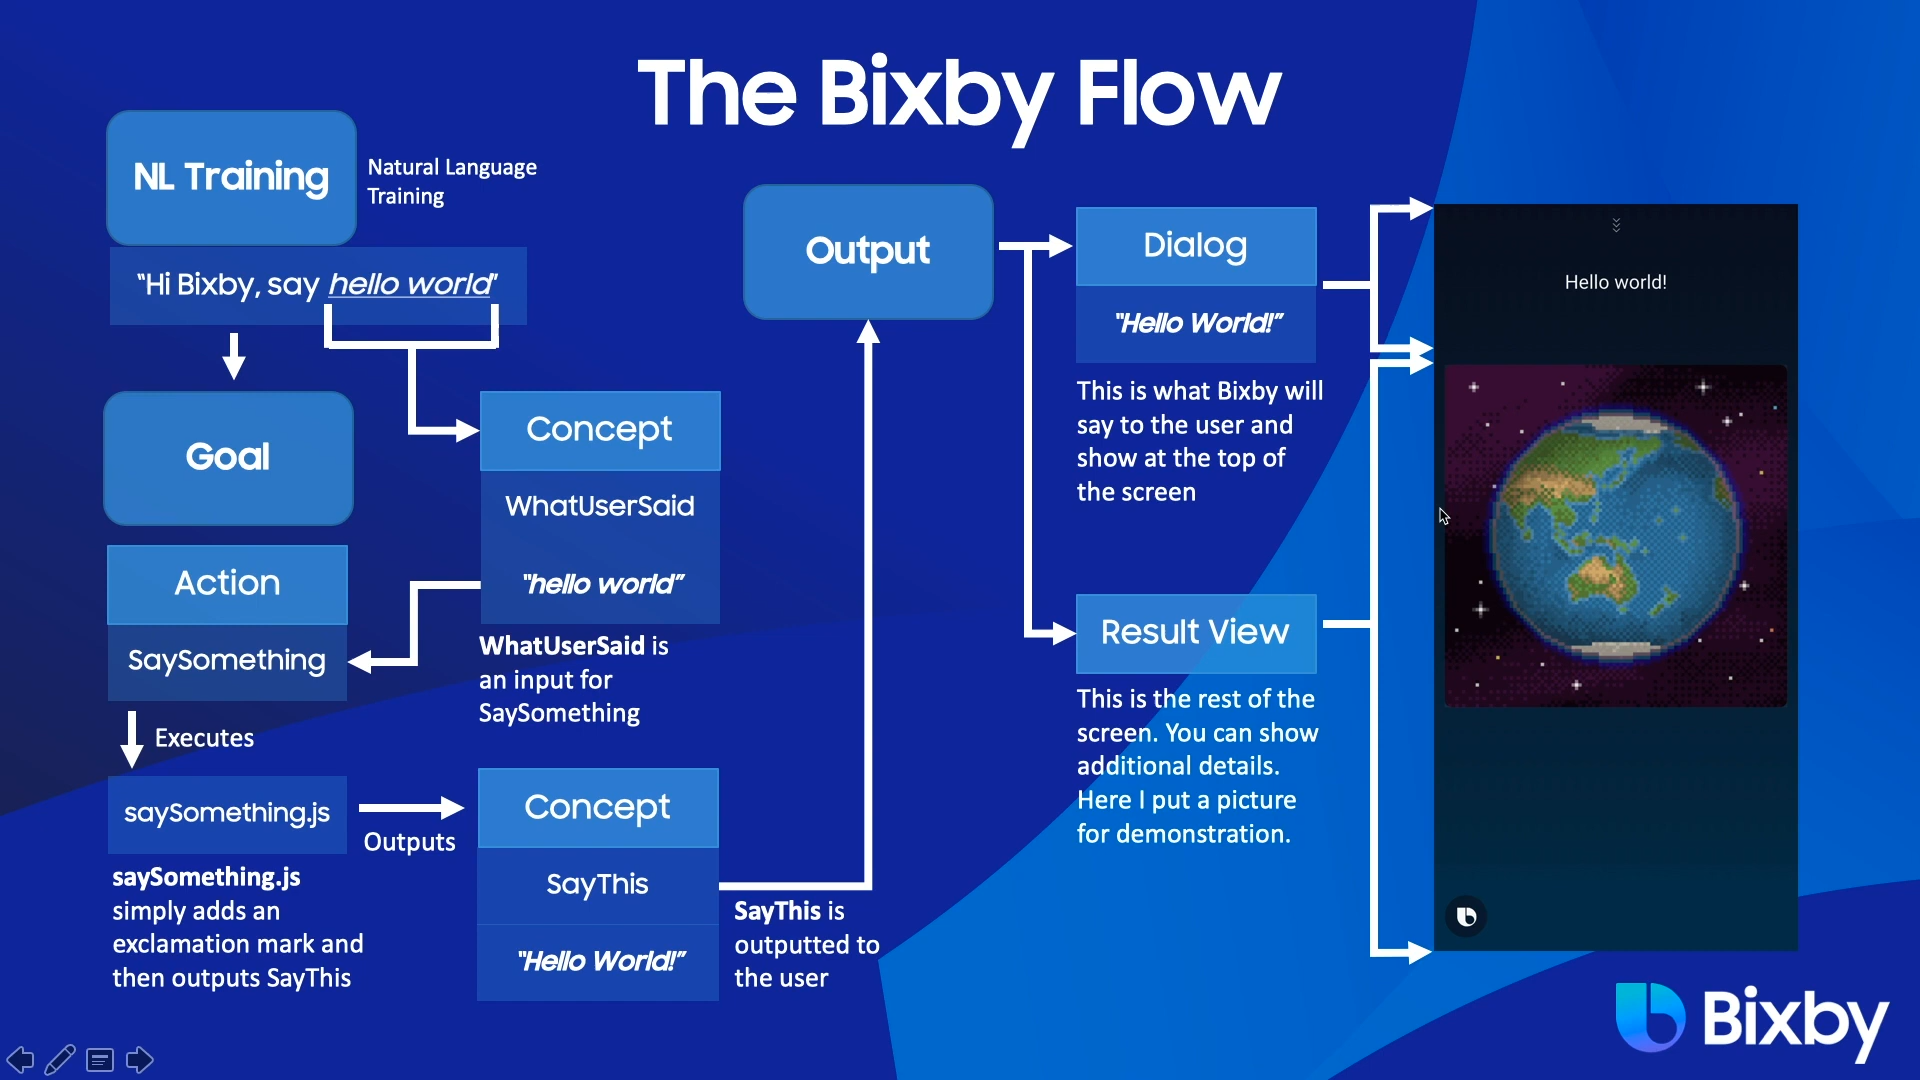 The Bixby Flow
NL Training
Natural Language
Training
“Hi Bixby, say hello world”
Goal
Concept
WhatUserSaid
“hello world”
WhatUserSaid is
an input for
SaySomething
Action
SaySomething
Executes
saySomething.js
Outputs
saySomething.js
simply adds an
exclamation mark and
then outputs SayThis
Concept
SayThis
“Hello World!”
SayThis is
outputted to
the user
Output
Dialog
“Hello World!”
This is what Bixby will
say to the user and
show at the top of
the screen
Result View
This is the rest of the
screen. You can show
additional details.
Here I put a picture
for demonstration.
Hello world!
Bixby